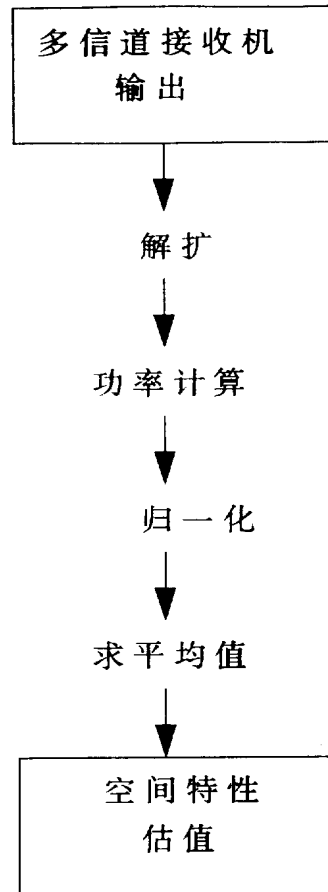 多信道接收机
输出
解扩
功率计算
归一化
求平均值
空间特性
估值